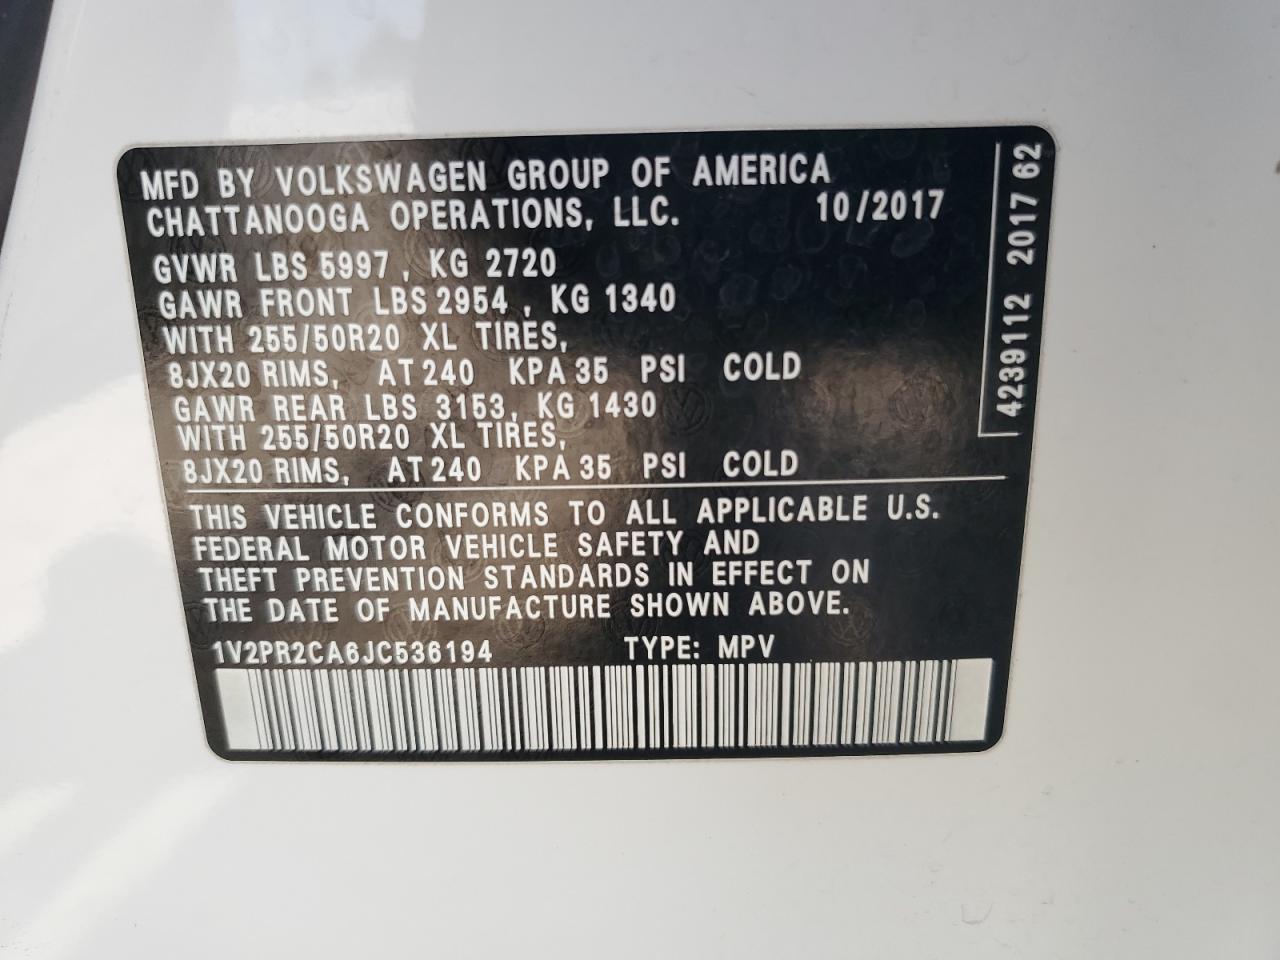 MFD BY VOLKSWAGEN GROUP OF AMERICA
CHATTANOOGA OPERATIONS, LLC. 10/2017
GVWR LBS 5997, KG 2720
GAWR FRONT LBS 2954, KG 1340
WITH 255/50R20 XL TIRES,
8JX20 RIMS, AT 240 KPA 35 PSI COLD
GAWR REAR LBS 3153, KG 1430
WITH 255/50R20 XL TIRES,
8JX20 RIMS, AT 240 KPA 35 PSI COLD
THIS VEHICLE CONFORMS TO ALL APPLICABLE U.S.
FEDERAL MOTOR VEHICLE SAFETY AND
THEFT PREVENTION STANDARDS IN EFFECT ON
THE DATE OF MANUFACTURE SHOWN ABOVE.
1V2PR2CA6JC536194 TYPE: MPV
4239112 2017 62